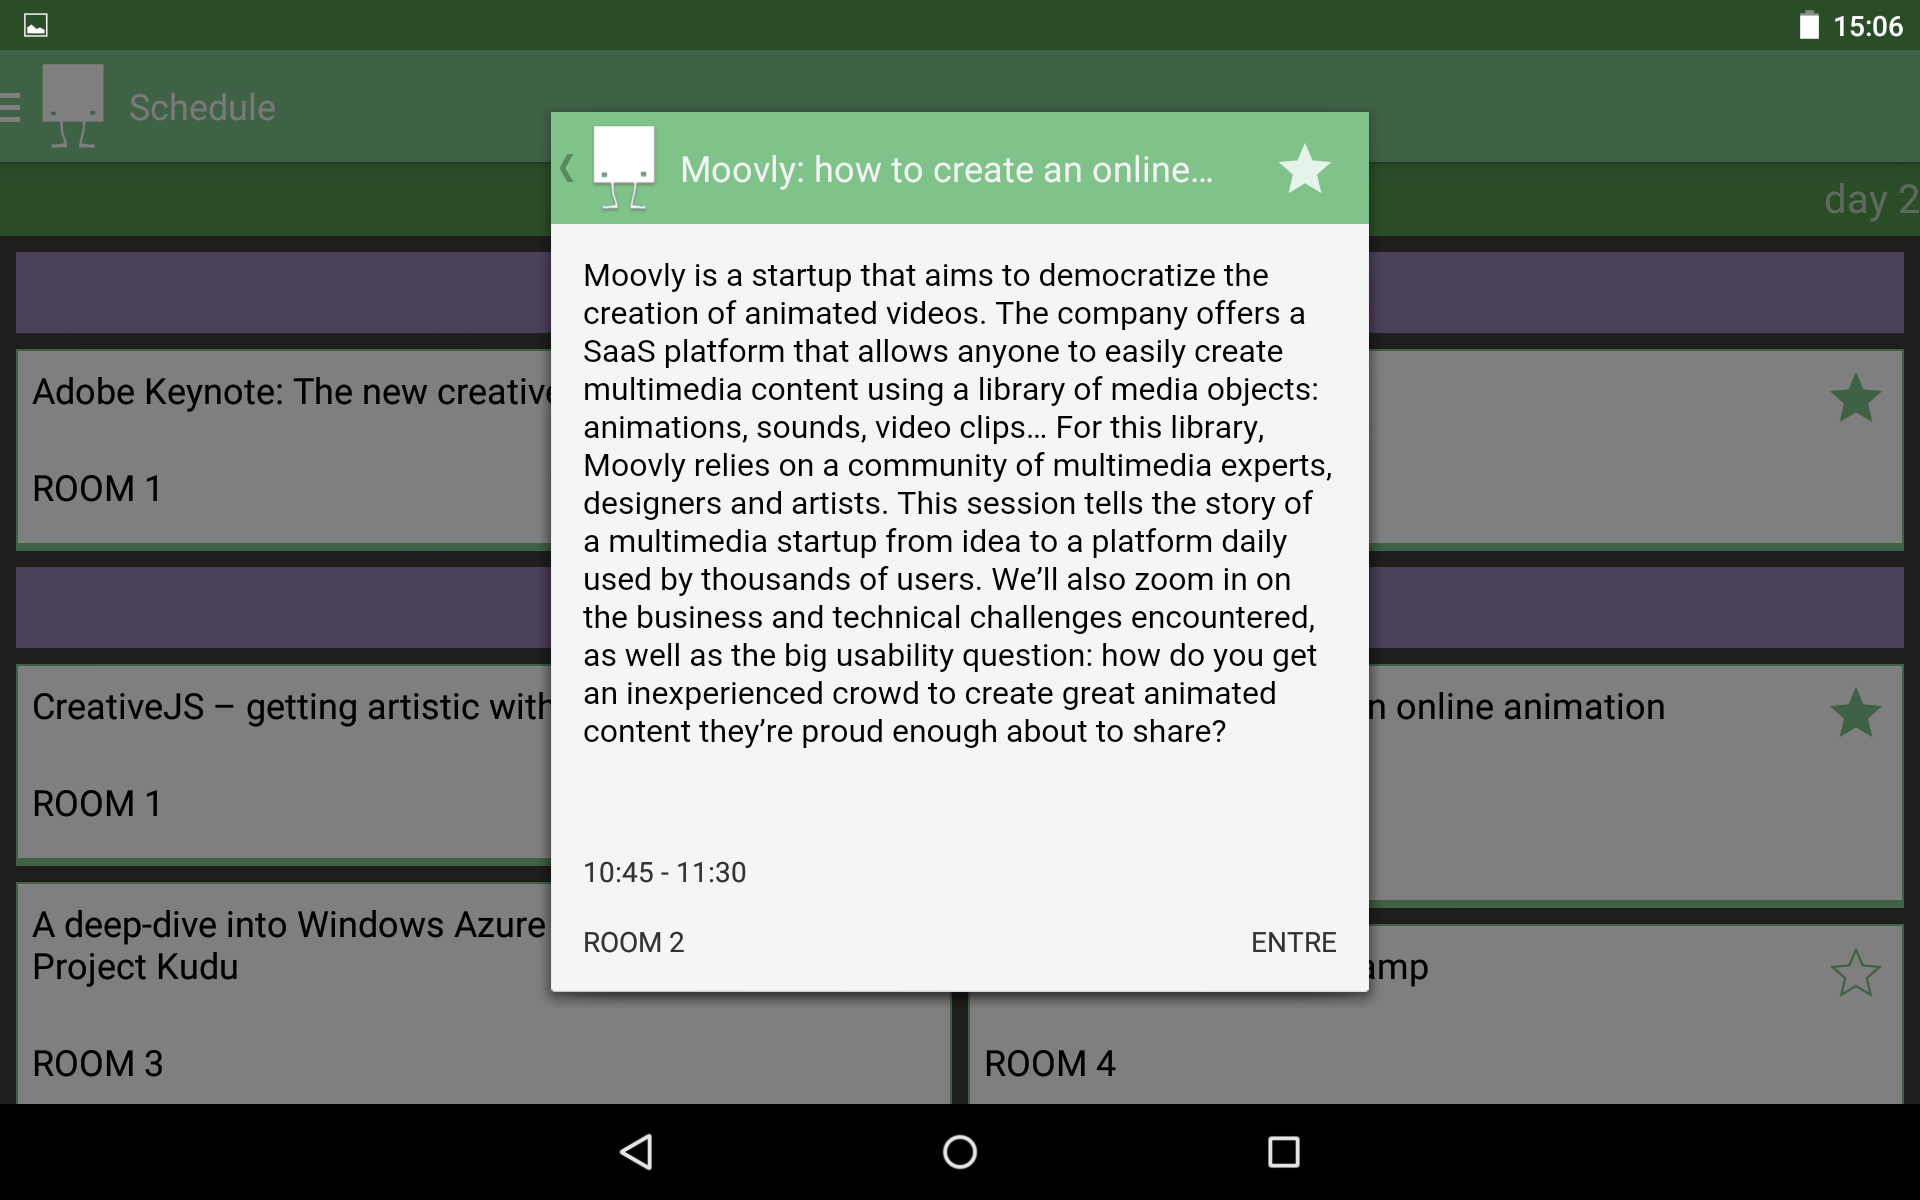 15:06
Schedule
day 2
Adobe Keynote: The new creative
ROOM 1
CreativeJS – getting artistic with
n online animation
ROOM 1
A deep-dive into Windows Azure
Project Kudu
ROOM 3
amp
ROOM 4
Moovly: how to create an online...
Moovly is a startup that aims to democratize the
creation of animated videos. The company offers a
SaaS platform that allows anyone to easily create
multimedia content using a library of media objects:
animations, sounds, video clips... For this library,
Moovly relies on a community of multimedia experts,
designers and artists. This session tells the story of
a multimedia startup from idea to a platform daily
used by thousands of users. We’ll also zoom in on
the business and technical challenges encountered,
as well as the big usability question: how do you get
an inexperienced crowd to create great animated
content they’re proud enough about to share?
10:45 - 11:30
ROOM 2 ENTRE